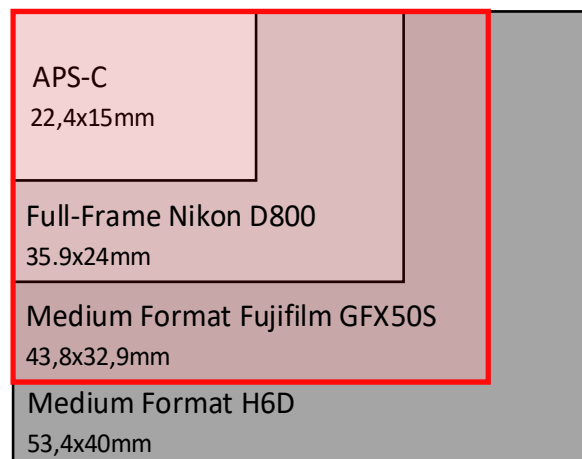 APS-C
22,4x15mm
Full-Frame Nikon D800
35.9x24mm
Medium Format Fujifilm GFX50S
43,8x32,9mm
Medium Format H6D
53,4x40mm